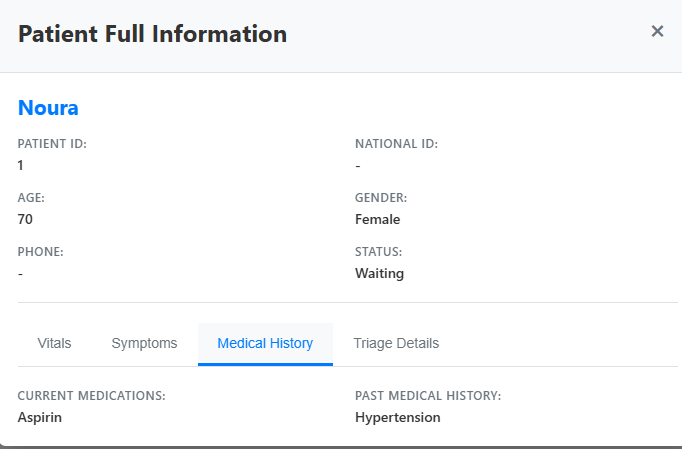 Patient Full Information ×
Noura
PATIENT ID: NATIONAL ID:
1 -
AGE: GENDER:
70 Female
PHONE: STATUS:
- Waiting
Vitals Symptoms Medical History Triage Details
CURRENT MEDICATIONS: PAST MEDICAL HISTORY:
Aspirin Hypertension